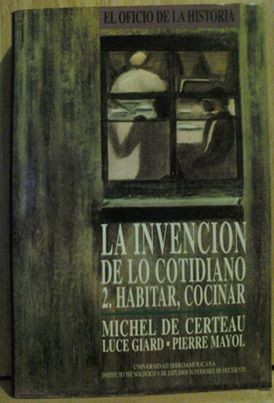 EL OFICIO DE LA HISTORIA
LA INVENCION
DE LO COTIDIANO
2. HABITAR, COCINAR
MICHEL DE CERTEAU
LUCE GIARD • PIERRE MAYOL
UNIVERSIDAD IBEROAMERICANA
INSTITUTO TECNOLOGICO Y DE ESTUDIOS SUPERIORES DE OCCIDENTE